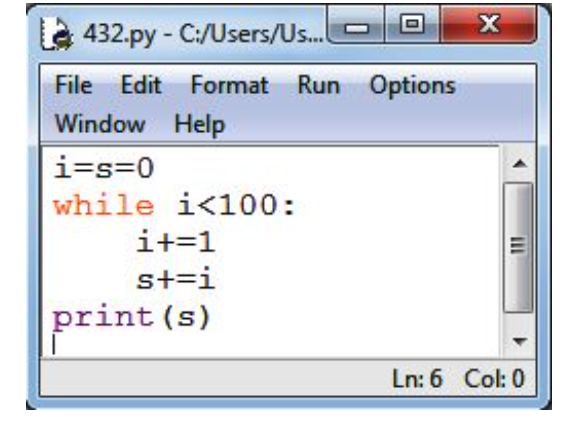 432.py - C:/Users/Us...
File Edit Format Run Options
Window Help
i=s=0
while i<100:
    i+=1
    s+=i
print(s)
Ln: 6 Col: 0